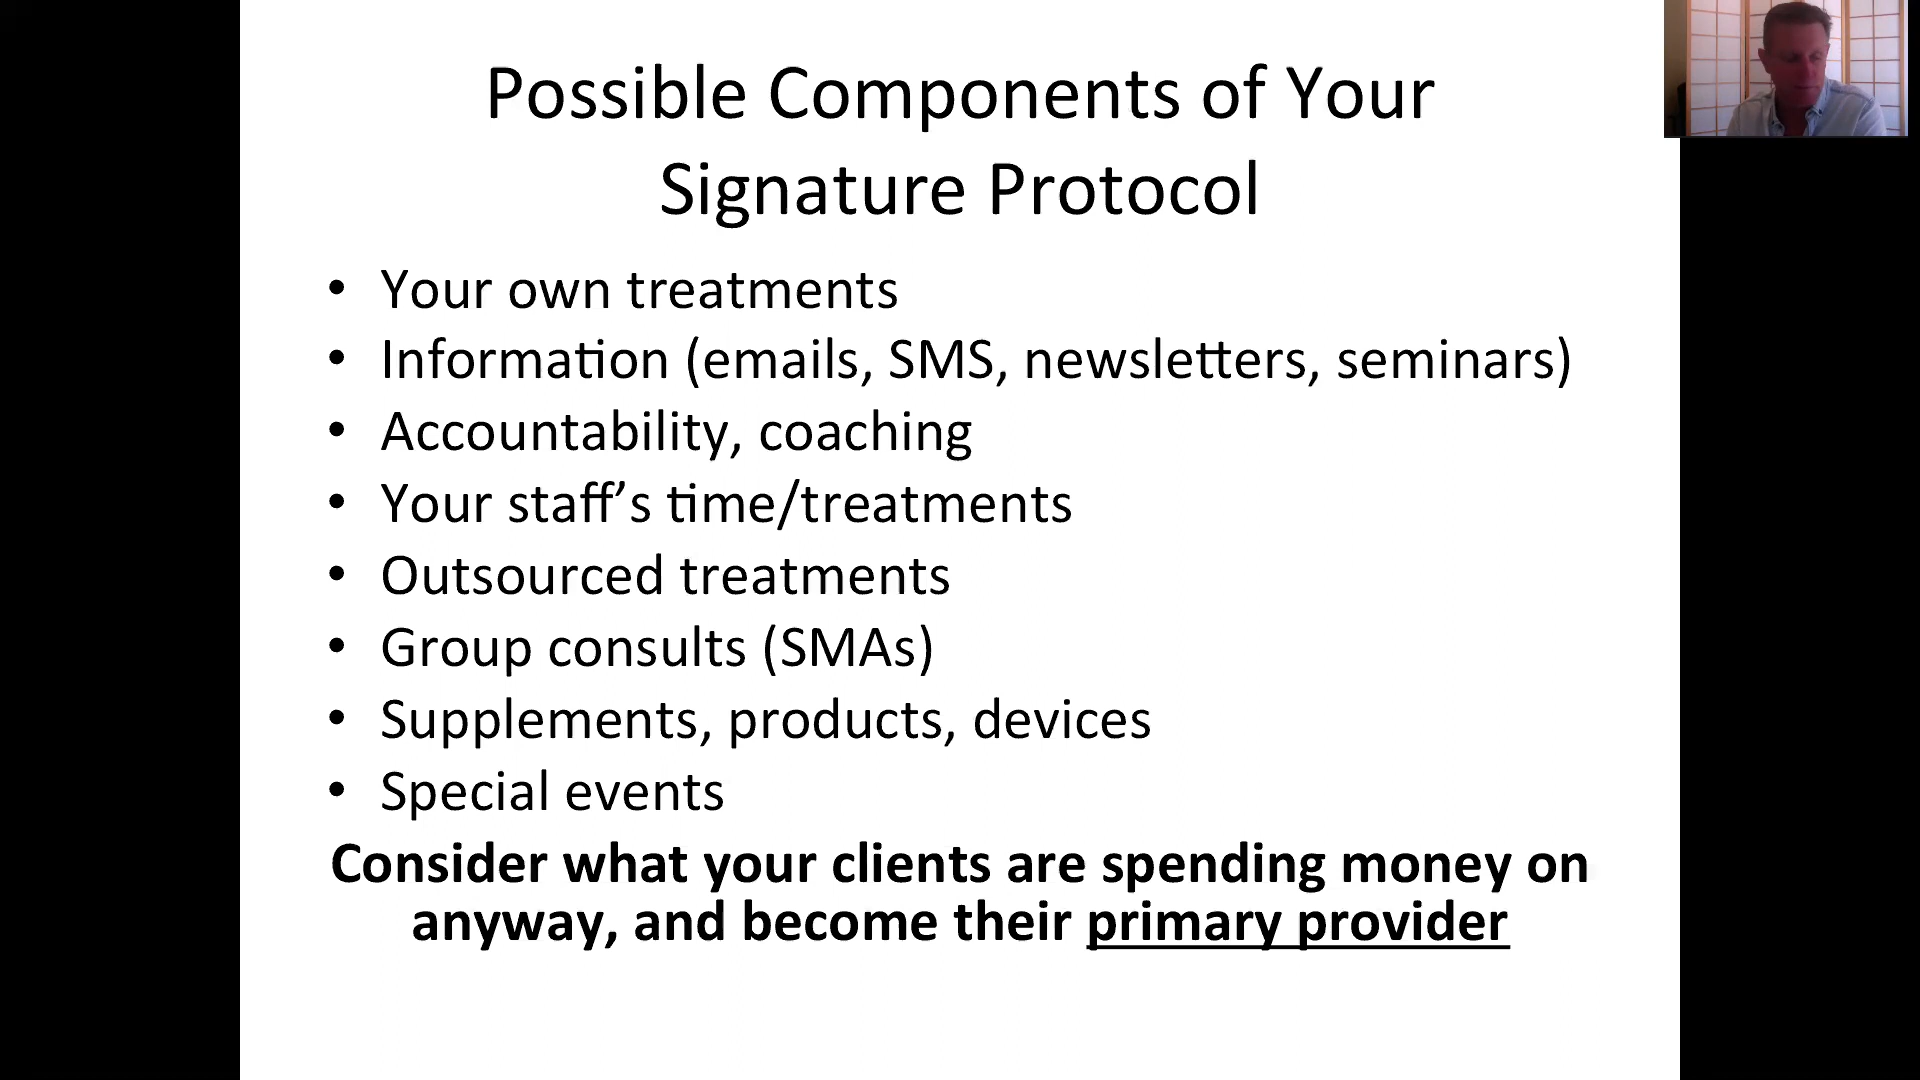 Possible Components of Your
Signature Protocol
• Your own treatments
• Information (emails, SMS, newsletters, seminars)
• Accountability, coaching
• Your staff’s time/treatments
• Outsourced treatments
• Group consults (SMAs)
• Supplements, products, devices
• Special events
Consider what your clients are spending money on
anyway, and become their primary provider